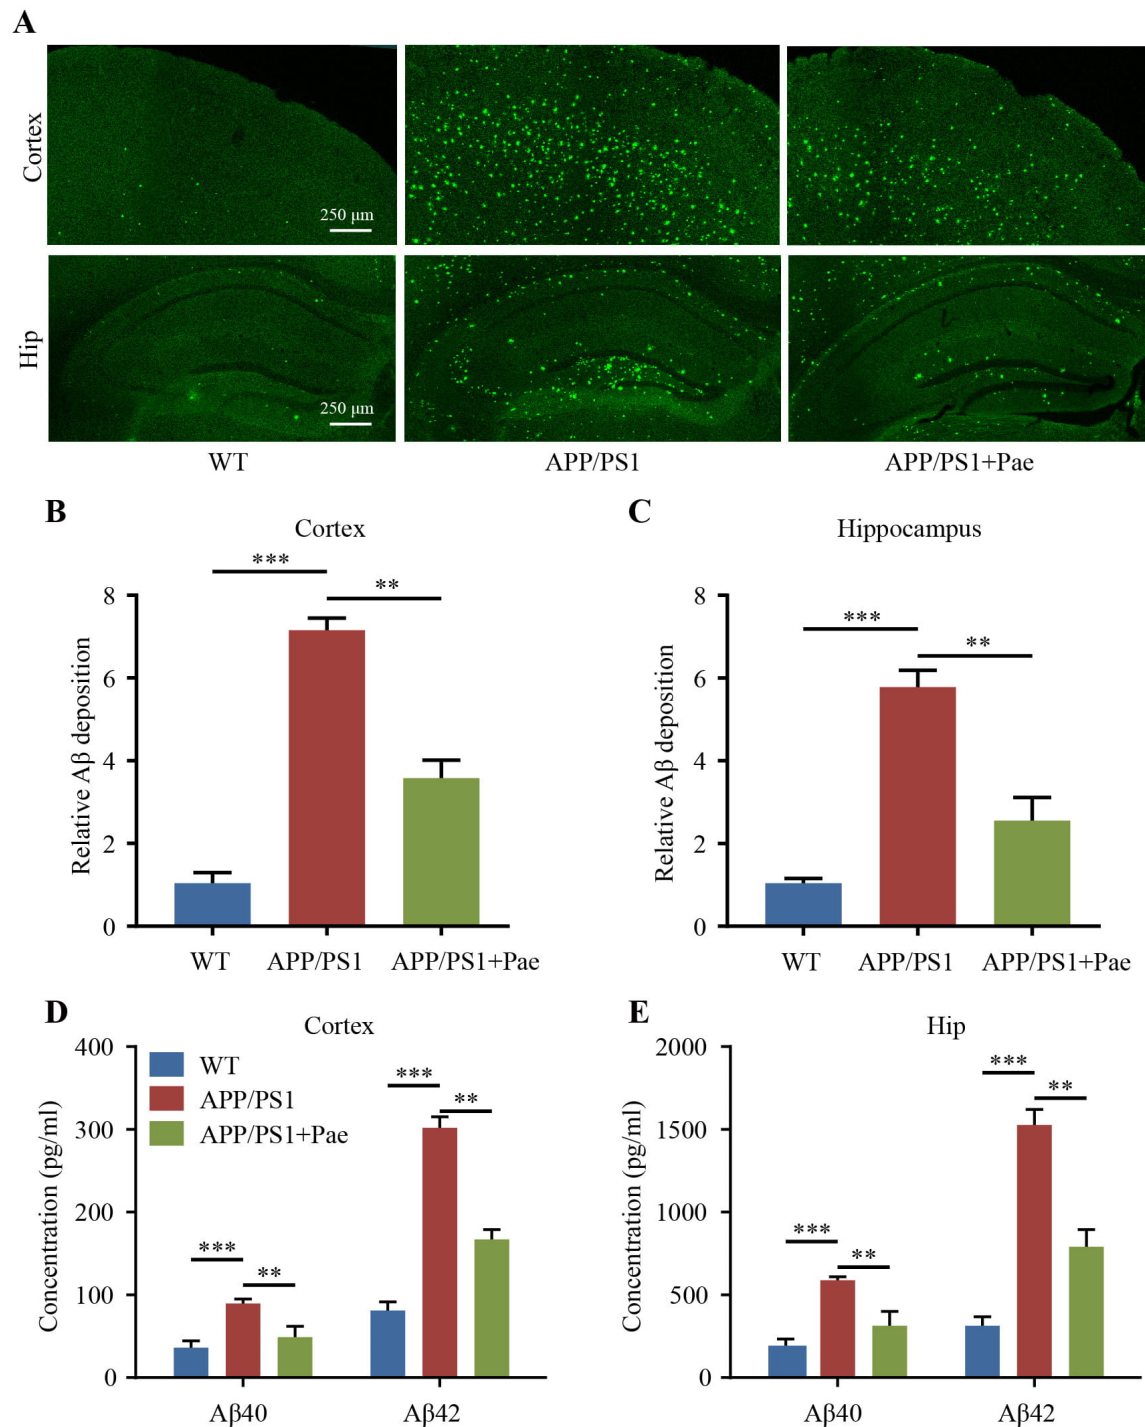 A
Cortex
250 μm
Hip
250 μm
WT APP/PS1 APP/PS1+Pae
B
Cortex
***
**
Relative Aβ deposition
8
6
4
2
0
WT APP/PS1 APP/PS1+Pae
C
Hippocampus
***
**
Relative Aβ deposition
8
6
4
2
0
WT APP/PS1 APP/PS1+Pae
D
Cortex
WT
APP/PS1
APP/PS1+Pae
***
**
***
**
Concentration (pg/ml)
400
300
200
100
0
Aβ40 Aβ42
E
Hip
***
**
***
**
Concentration (pg/ml)
2000
1500
1000
500
0
Aβ40 Aβ42